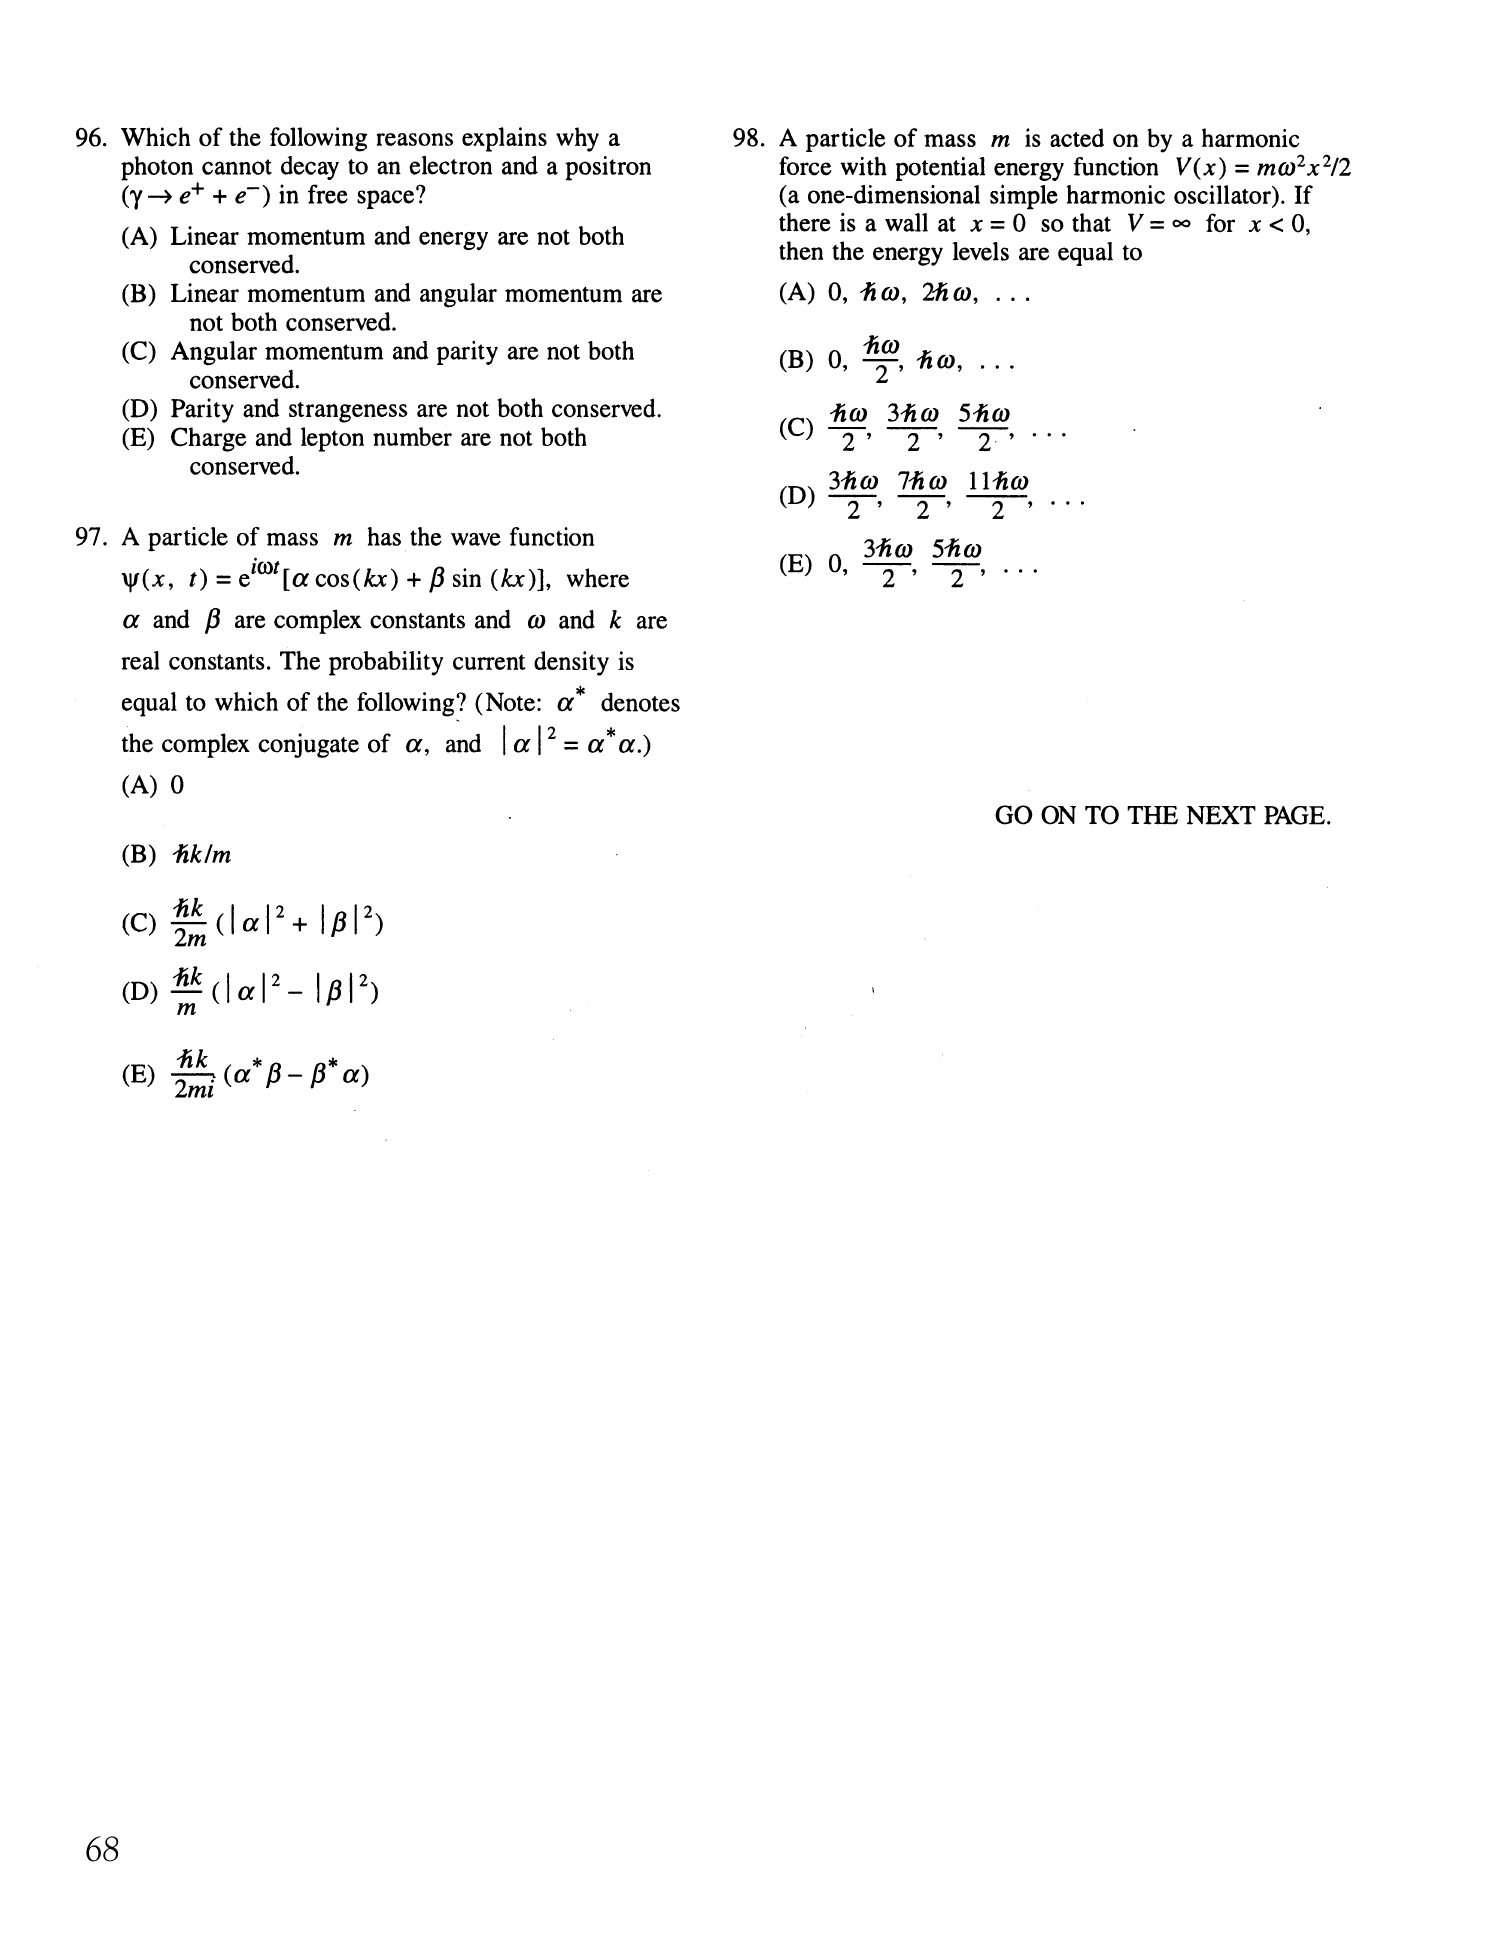 96. Which of the following reasons explains why a
photon cannot decay to an electron and a positron
(γ → e⁺ + e⁻) in free space?
(A) Linear momentum and energy are not both
conserved.
(B) Linear momentum and angular momentum are
not both conserved.
(C) Angular momentum and parity are not both
conserved.
(D) Parity and strangeness are not both conserved.
(E) Charge and lepton number are not both
conserved.
97. A particle of mass m has the wave function
ψ(x, t) = e^{iωt}[α cos(kx) + β sin (kx)], where
α and β are complex constants and ω and k are
real constants. The probability current density is
equal to which of the following? (Note: α* denotes
the complex conjugate of α, and |α|² = α*α.)
(A) 0
(B) ħk/m
(C) ħk/2m (|α|² + |β|²)
(D) ħk/m (|α|² − |β|²)
(E) ħk/2mi (α*β − β*α)
98. A particle of mass m is acted on by a harmonic
force with potential energy function V(x) = mω²x²/2
(a one-dimensional simple harmonic oscillator). If
there is a wall at x = 0 so that V = ∞ for x < 0,
then the energy levels are equal to
(A) 0, ħω, 2ħω, . . .
(B) 0, ħω/2, ħω, . . .
(C) ħω/2, 3ħω/2, 5ħω/2, . . .
(D) 3ħω/2, 7ħω/2, 11ħω/2, . . .
(E) 0, 3ħω/2, 5ħω/2, . . .
GO ON TO THE NEXT PAGE.
68